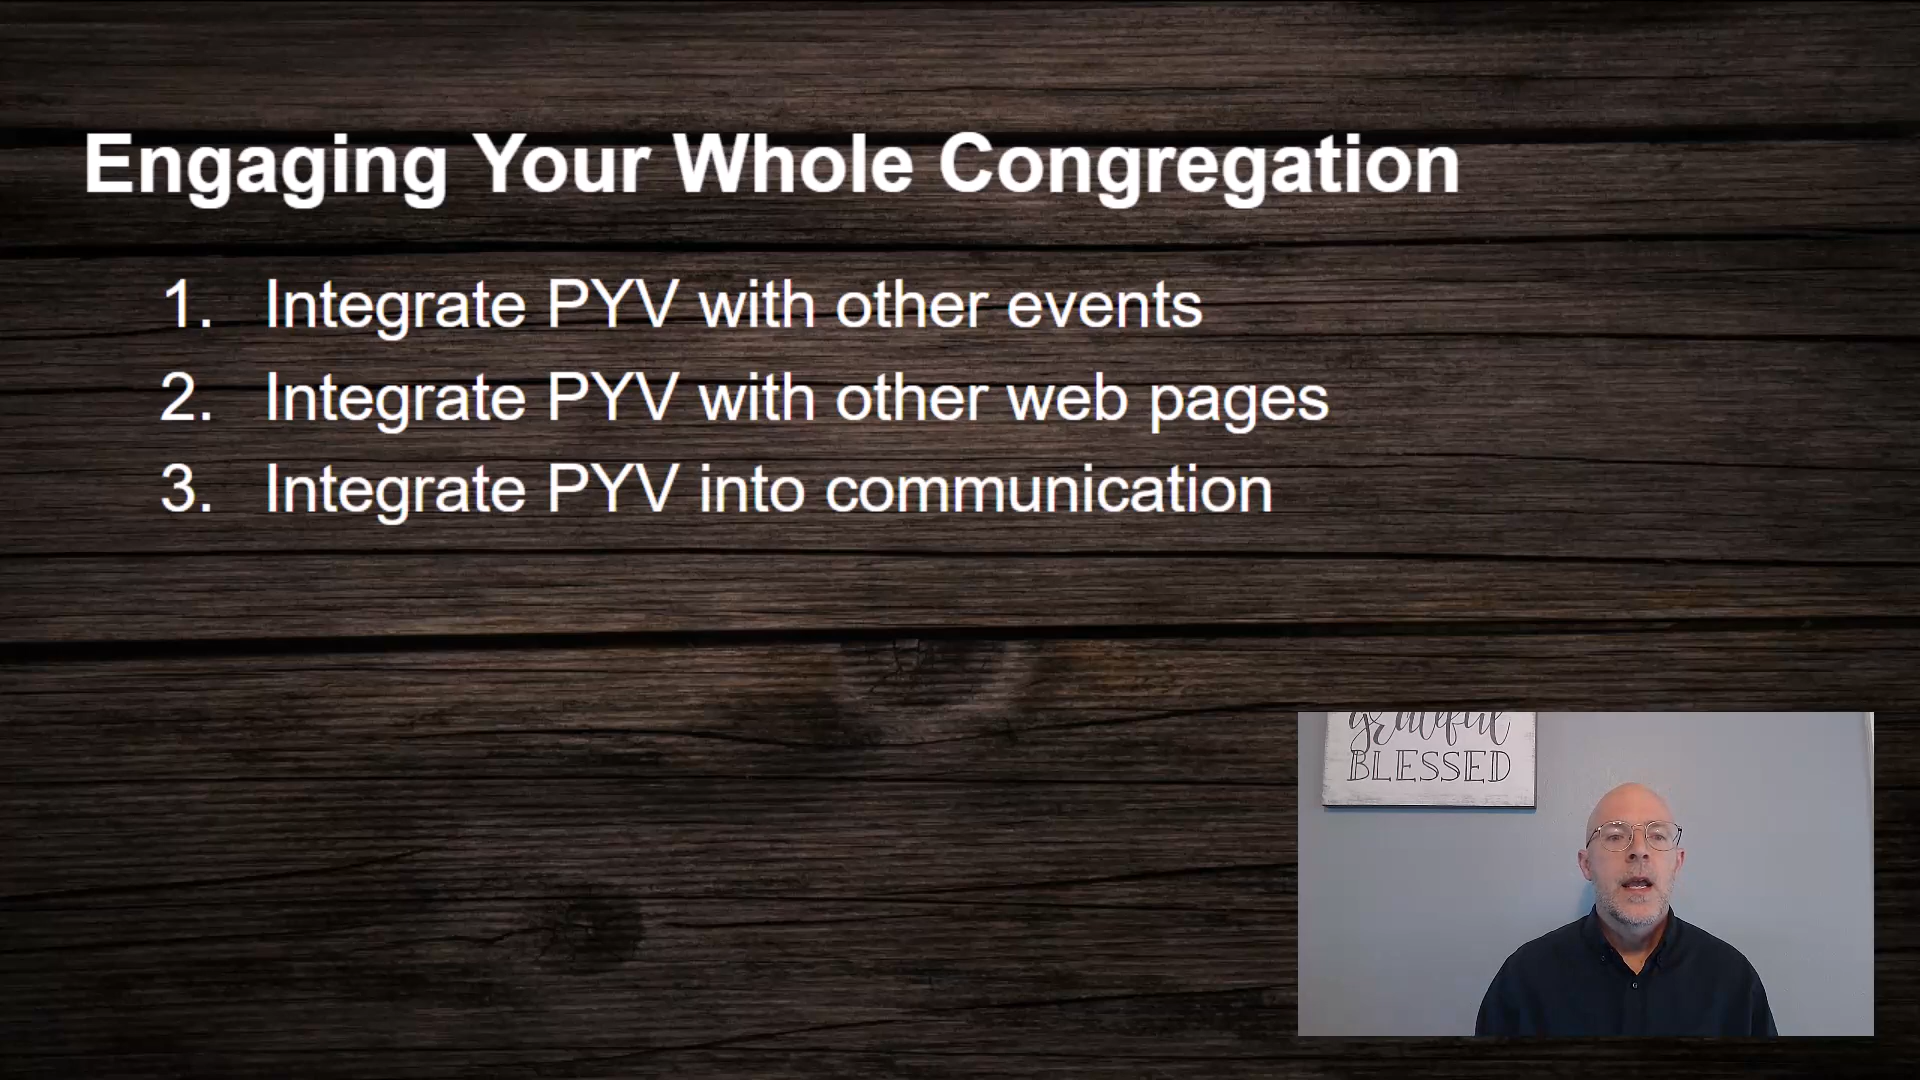 Engaging Your Whole Congregation
1. Integrate PYV with other events
2. Integrate PYV with other web pages
3. Integrate PYV into communication
grateful
BLESSED